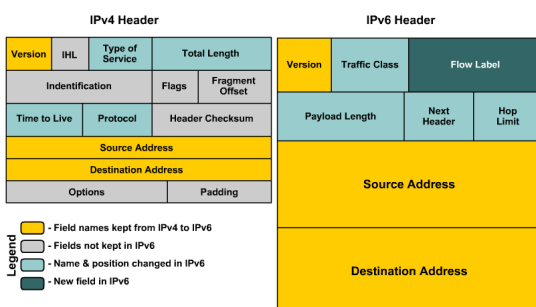 IPv4 Header
Version IHL Type of Service Total Length
Indentification Flags Fragment Offset
Time to Live Protocol Header Checksum
Source Address
Destination Address
Options Padding
Legend
- Field names kept from IPv4 to IPv6
- Fields not kept in IPv6
- Name & position changed in IPv6
- New field in IPv6
IPv6 Header
Version Traffic Class Flow Label
Payload Length Next Header Hop Limit
Source Address
Destination Address